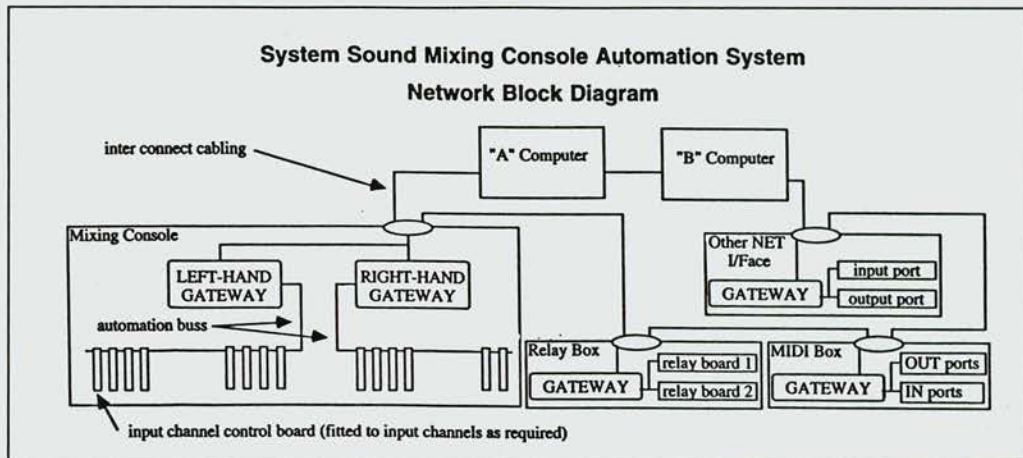 System Sound Mixing Console Automation System
Network Block Diagram
inter connect cabling
"A" Computer
"B" Computer
Mixing Console
LEFT-HAND
GATEWAY
RIGHT-HAND
GATEWAY
automation buss
Other NET
I/Face
GATEWAY
input port
output port
Relay Box
GATEWAY
relay board 1
relay board 2
MIDI Box
GATEWAY
OUT ports
IN ports
input channel control board (fitted to input channels as required)